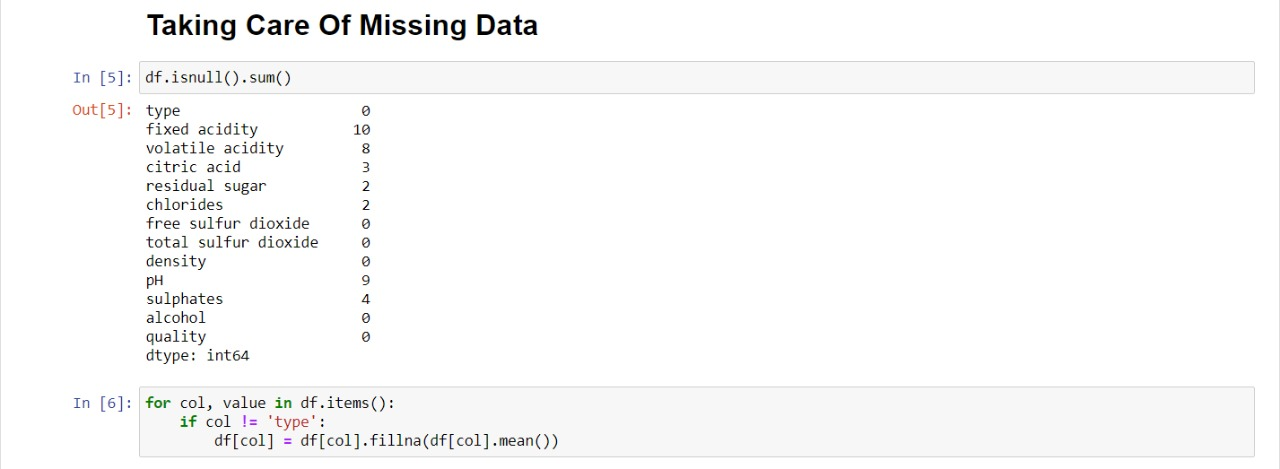 Taking Care Of Missing Data
In [5]: df.isnull().sum()
Out[5]: type 0
fixed acidity 10
volatile acidity 8
citric acid 3
residual sugar 2
chlorides 2
free sulfur dioxide 0
total sulfur dioxide 0
density 0
pH 9
sulphates 4
alcohol 0
quality 0
dtype: int64
In [6]: for col, value in df.items():
    if col != 'type':
        df[col] = df[col].fillna(df[col].mean())